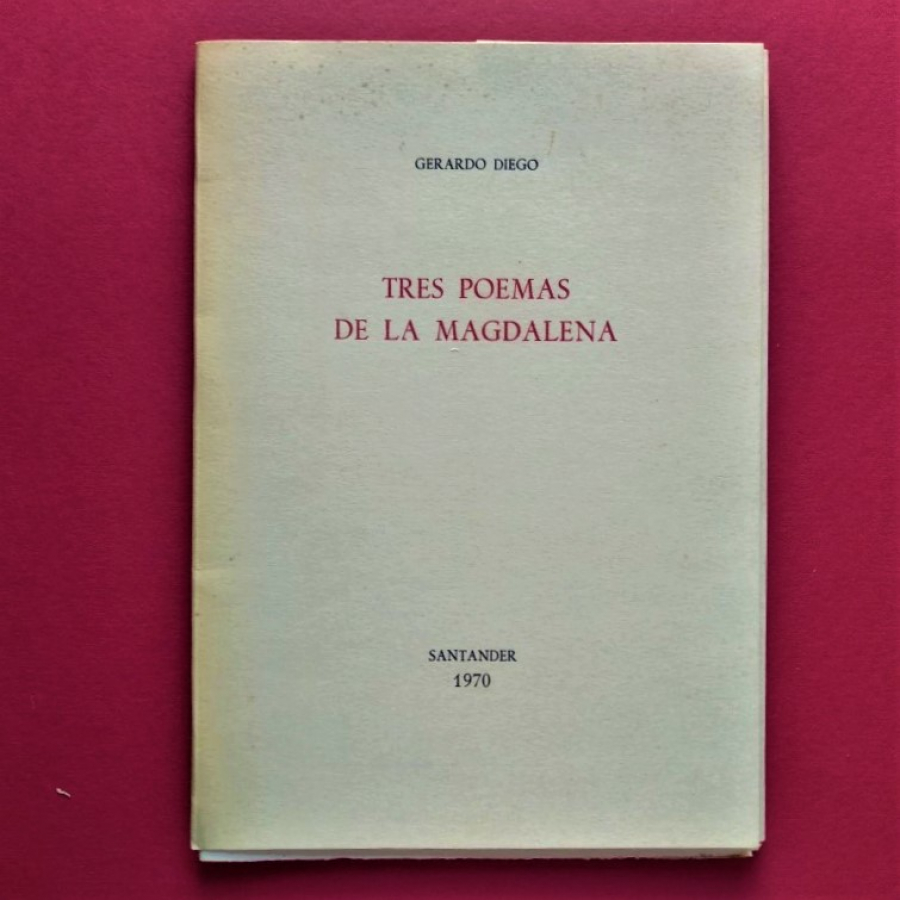 GERARDO DIEGO
TRES POEMAS
DE LA MAGDALENA
SANTANDER
1970